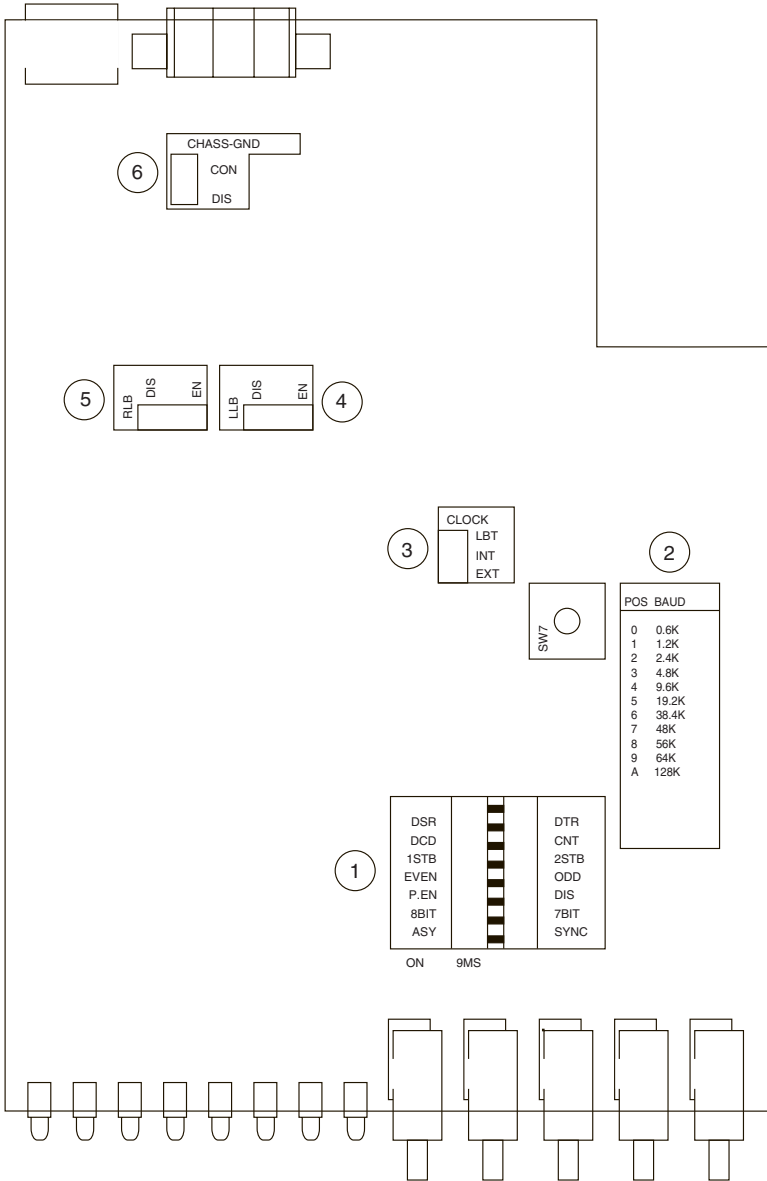 CHASS-GND
CON
DIS
6
5
RLB
DIS
EN
LLB
DIS
EN
4
3
CLOCK
LBT
INT
EXT
2
SW7
POS BAUD
0 0.6K
1 1.2K
2 2.4K
3 4.8K
4 9.6K
5 19.2K
6 38.4K
7 48K
8 56K
9 64K
A 128K
1
DSR DTR
DCD CNT
1STB 2STB
EVEN ODD
P.EN DIS
8BIT 7BIT
ASY SYNC
ON 9MS